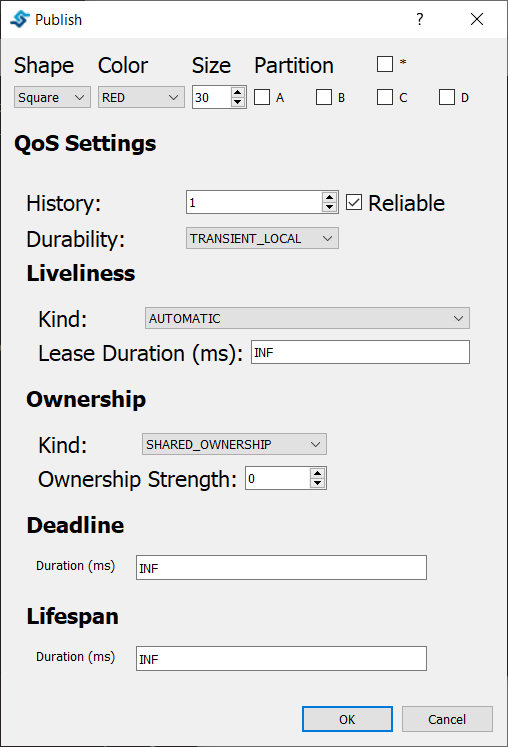 Publish ?
Shape Color Size Partition *
Square RED 30 A B C D
QoS Settings
History: 1 Reliable
Durability: TRANSIENT_LOCAL
Liveliness
Kind: AUTOMATIC
Lease Duration (ms): INF
Ownership
Kind: SHARED_OWNERSHIP
Ownership Strength: 0
Deadline
Duration (ms) INF
Lifespan
Duration (ms) INF
OK Cancel